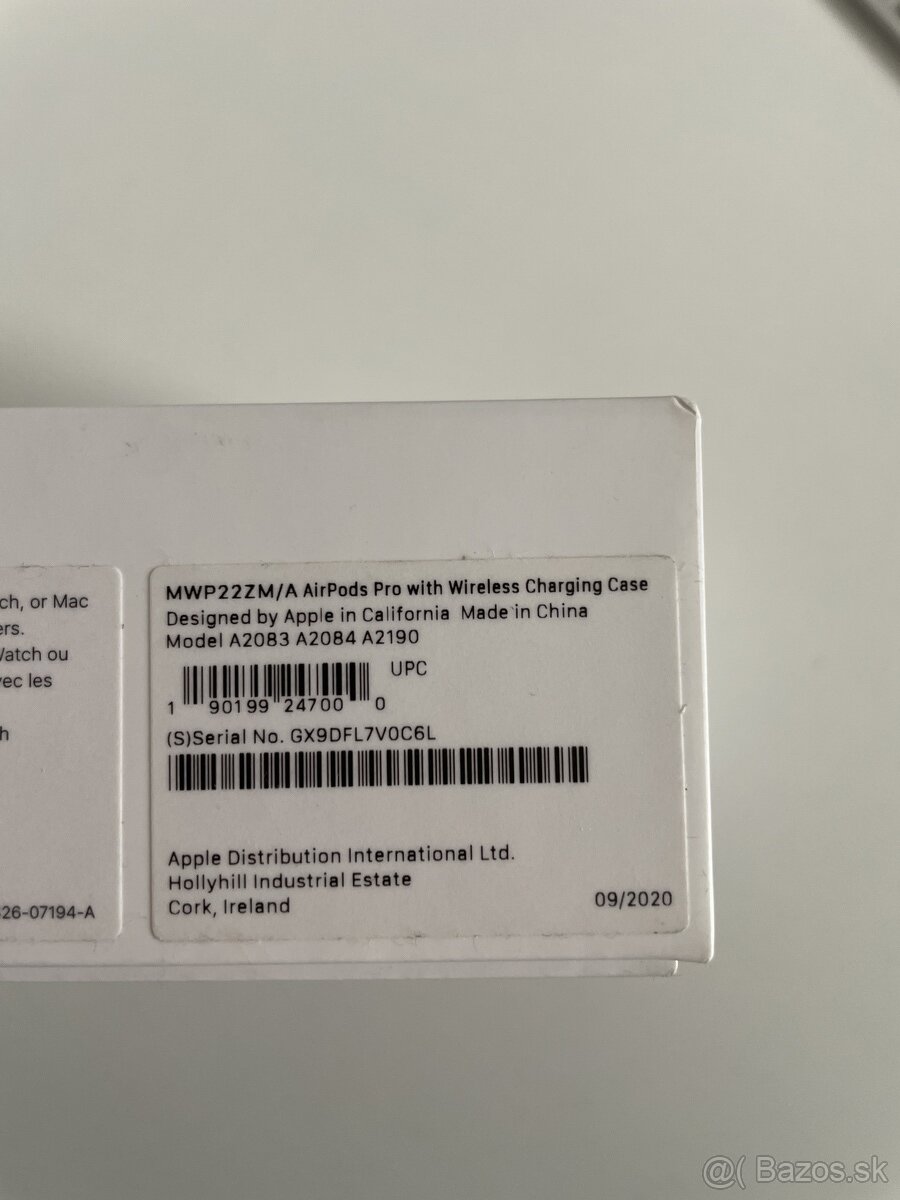 ch, or Mac
ers.
Watch ou
vec les
h
26-07194-A
MWP22ZM/A AirPods Pro with Wireless Charging Case
Designed by Apple in California Made in China
Model A2083 A2084 A2190
UPC
1 90199 24700 0
(S)Serial No. GX9DFL7V0C6L
Apple Distribution International Ltd.
Hollyhill Industrial Estate
Cork, Ireland
09/2020
@( Bazos.sk